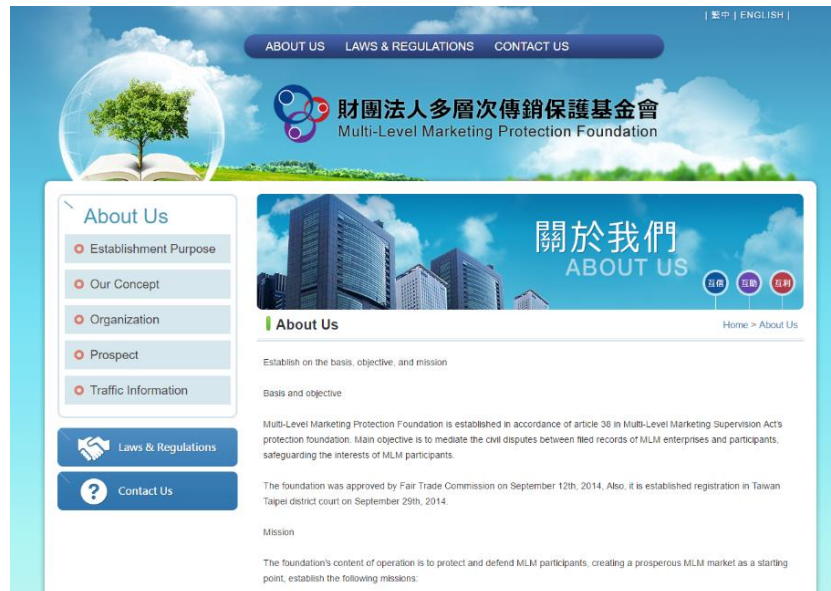 | 繁中 | ENGLISH |
ABOUT US LAWS & REGULATIONS CONTACT US
財團法人多層次傳銷保護基金會
Multi-Level Marketing Protection Foundation
About Us
Establishment Purpose
Our Concept
Organization
Prospect
Traffic Information
Laws & Regulations
Contact Us
關於我們
ABOUT US
互信 互助 互利
About Us
Home > About Us
Establish on the basis, objective, and mission
Basis and objective
Multi-Level Marketing Protection Foundation is established in accordance of article 38 in Multi-Level Marketing Supervision Act's
protection foundation. Main objective is to mediate the civil disputes between filed records of MLM enterprises and participants,
safeguarding the interests of MLM participants.
The foundation was approved by Fair Trade Commission on September 12th, 2014, Also, it is established registration in Taiwan
Taipei district court on September 29th, 2014.
Mission
The foundation's content of operation is to protect and defend MLM participants, creating a prosperous MLM market as a starting
point, establish the following missions: